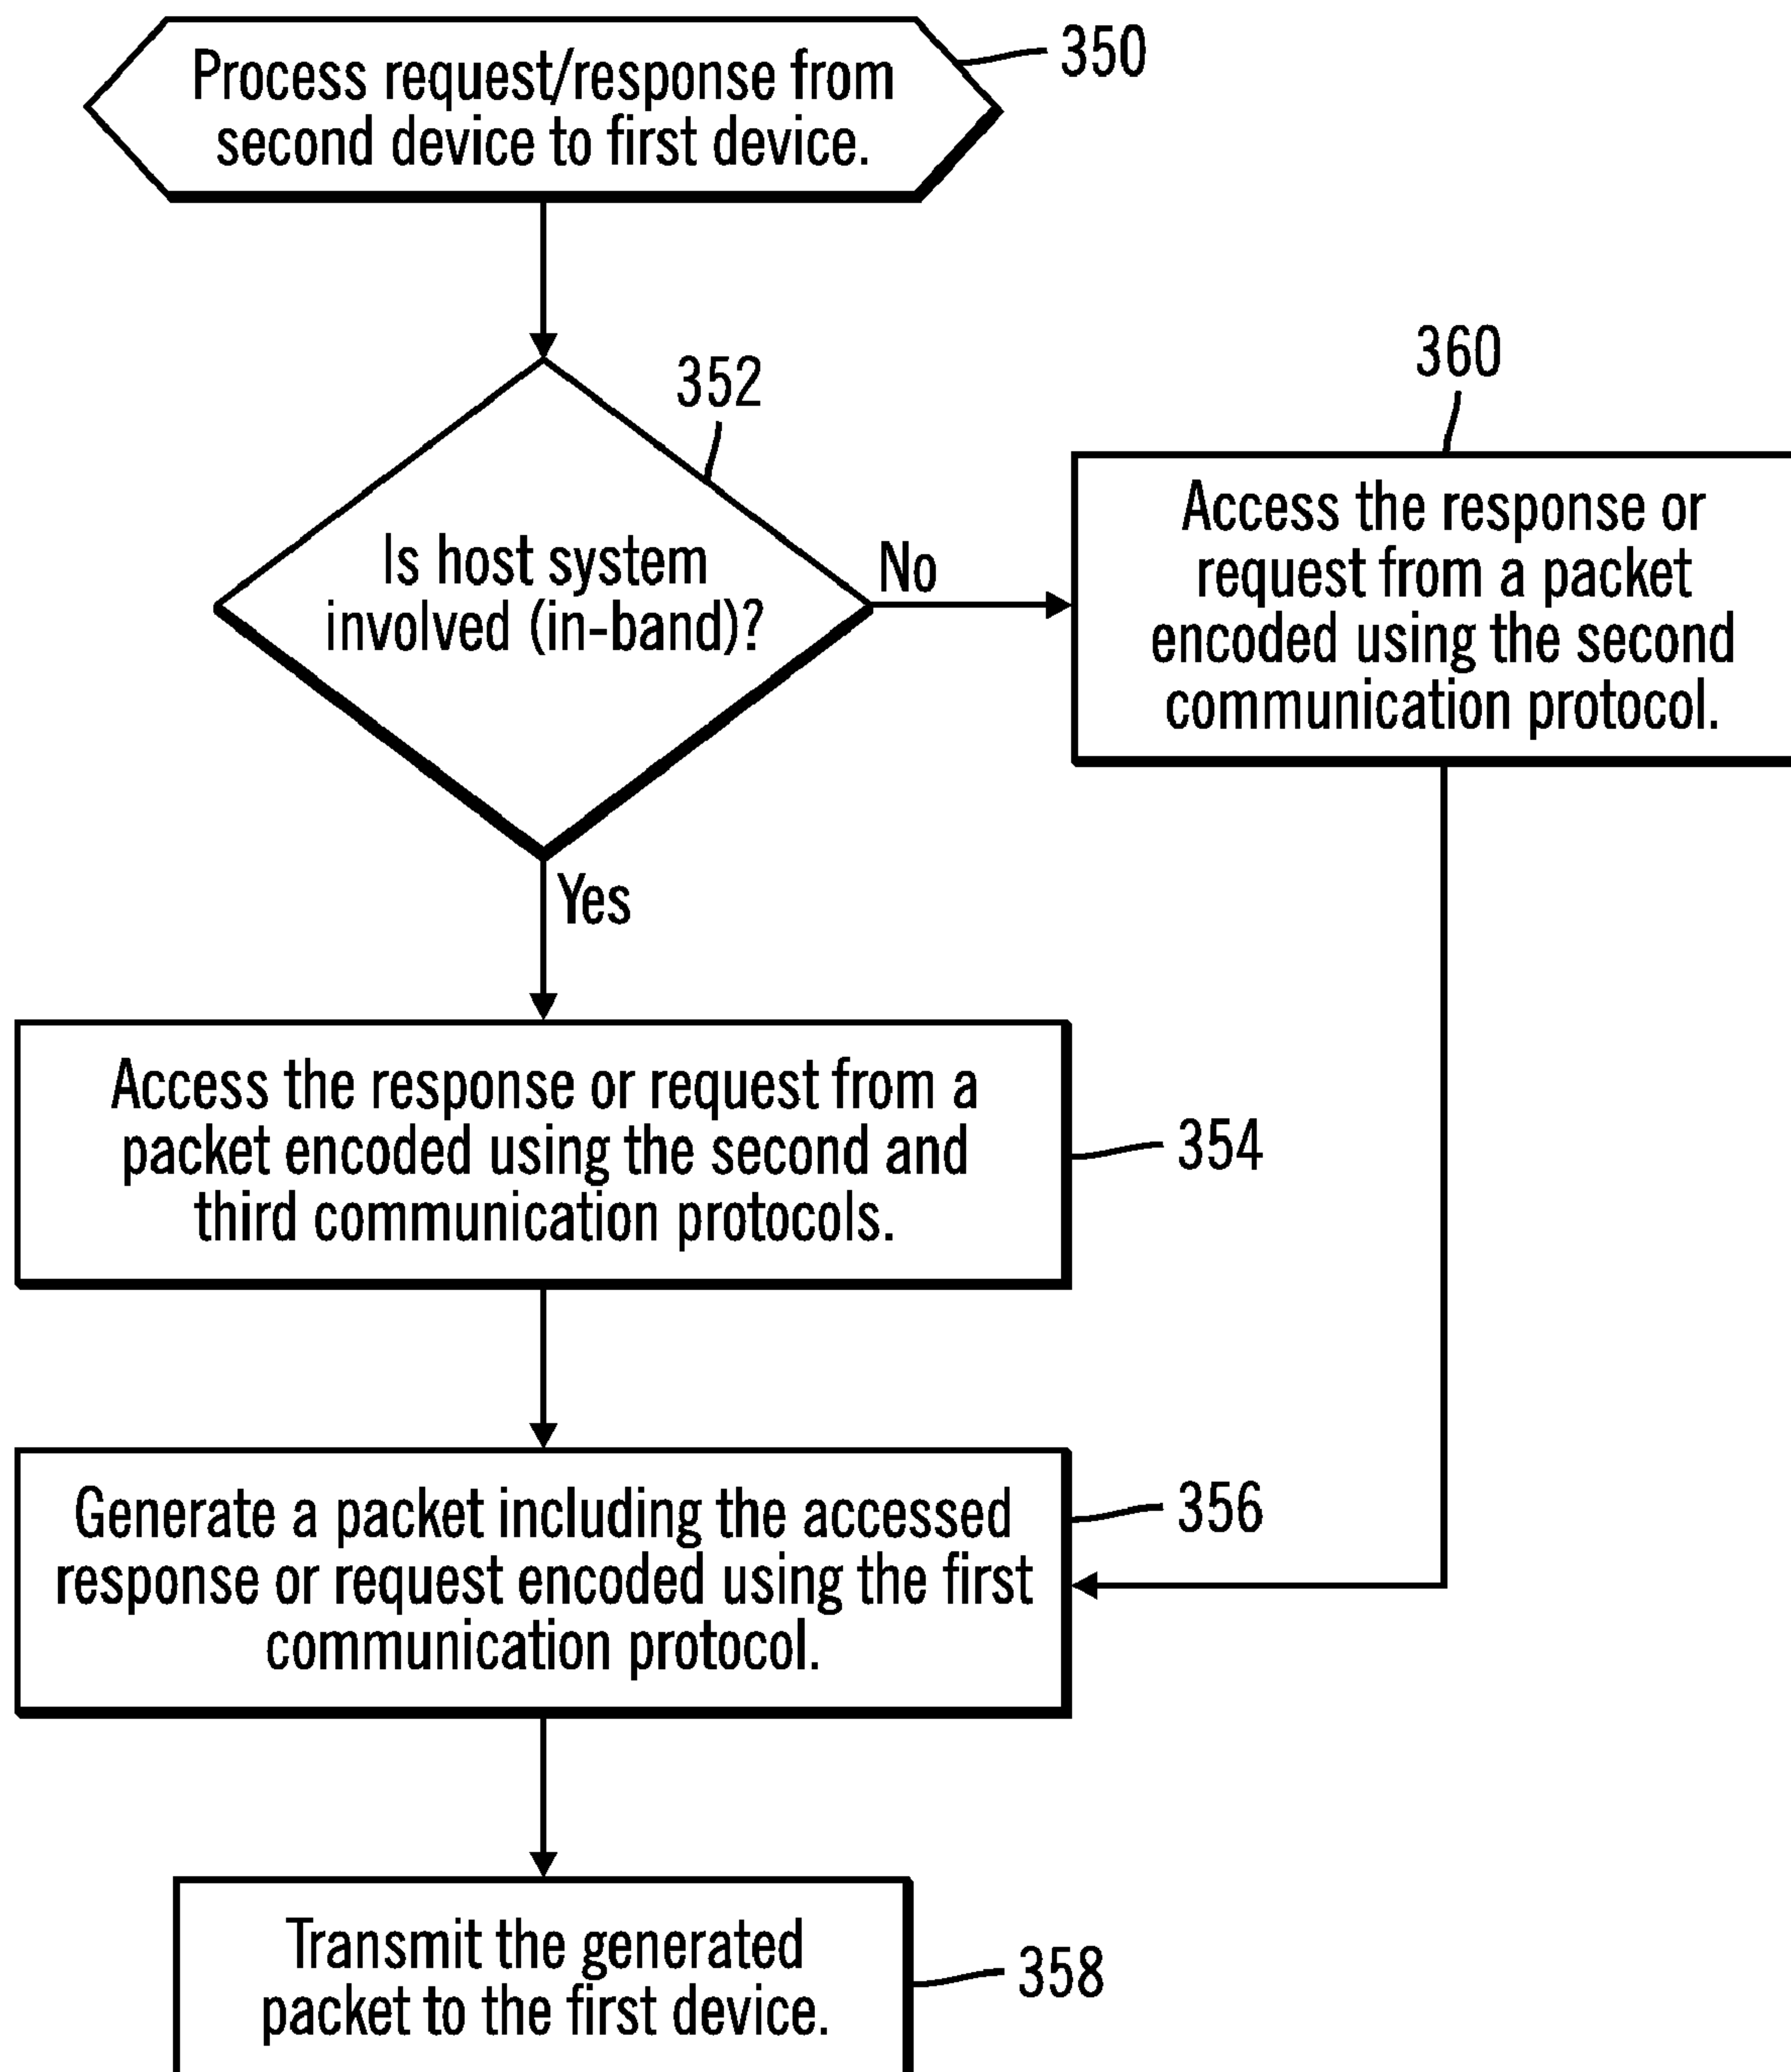 Process request/response from
second device to first device.
350
352
Is host system
involved (in-band)?
No
Yes
360
Access the response or
request from a packet
encoded using the second
communication protocol.
Access the response or request from a
packet encoded using the second and
third communication protocols.
354
Generate a packet including the accessed
response or request encoded using the first
communication protocol.
356
Transmit the generated
packet to the first device.
358